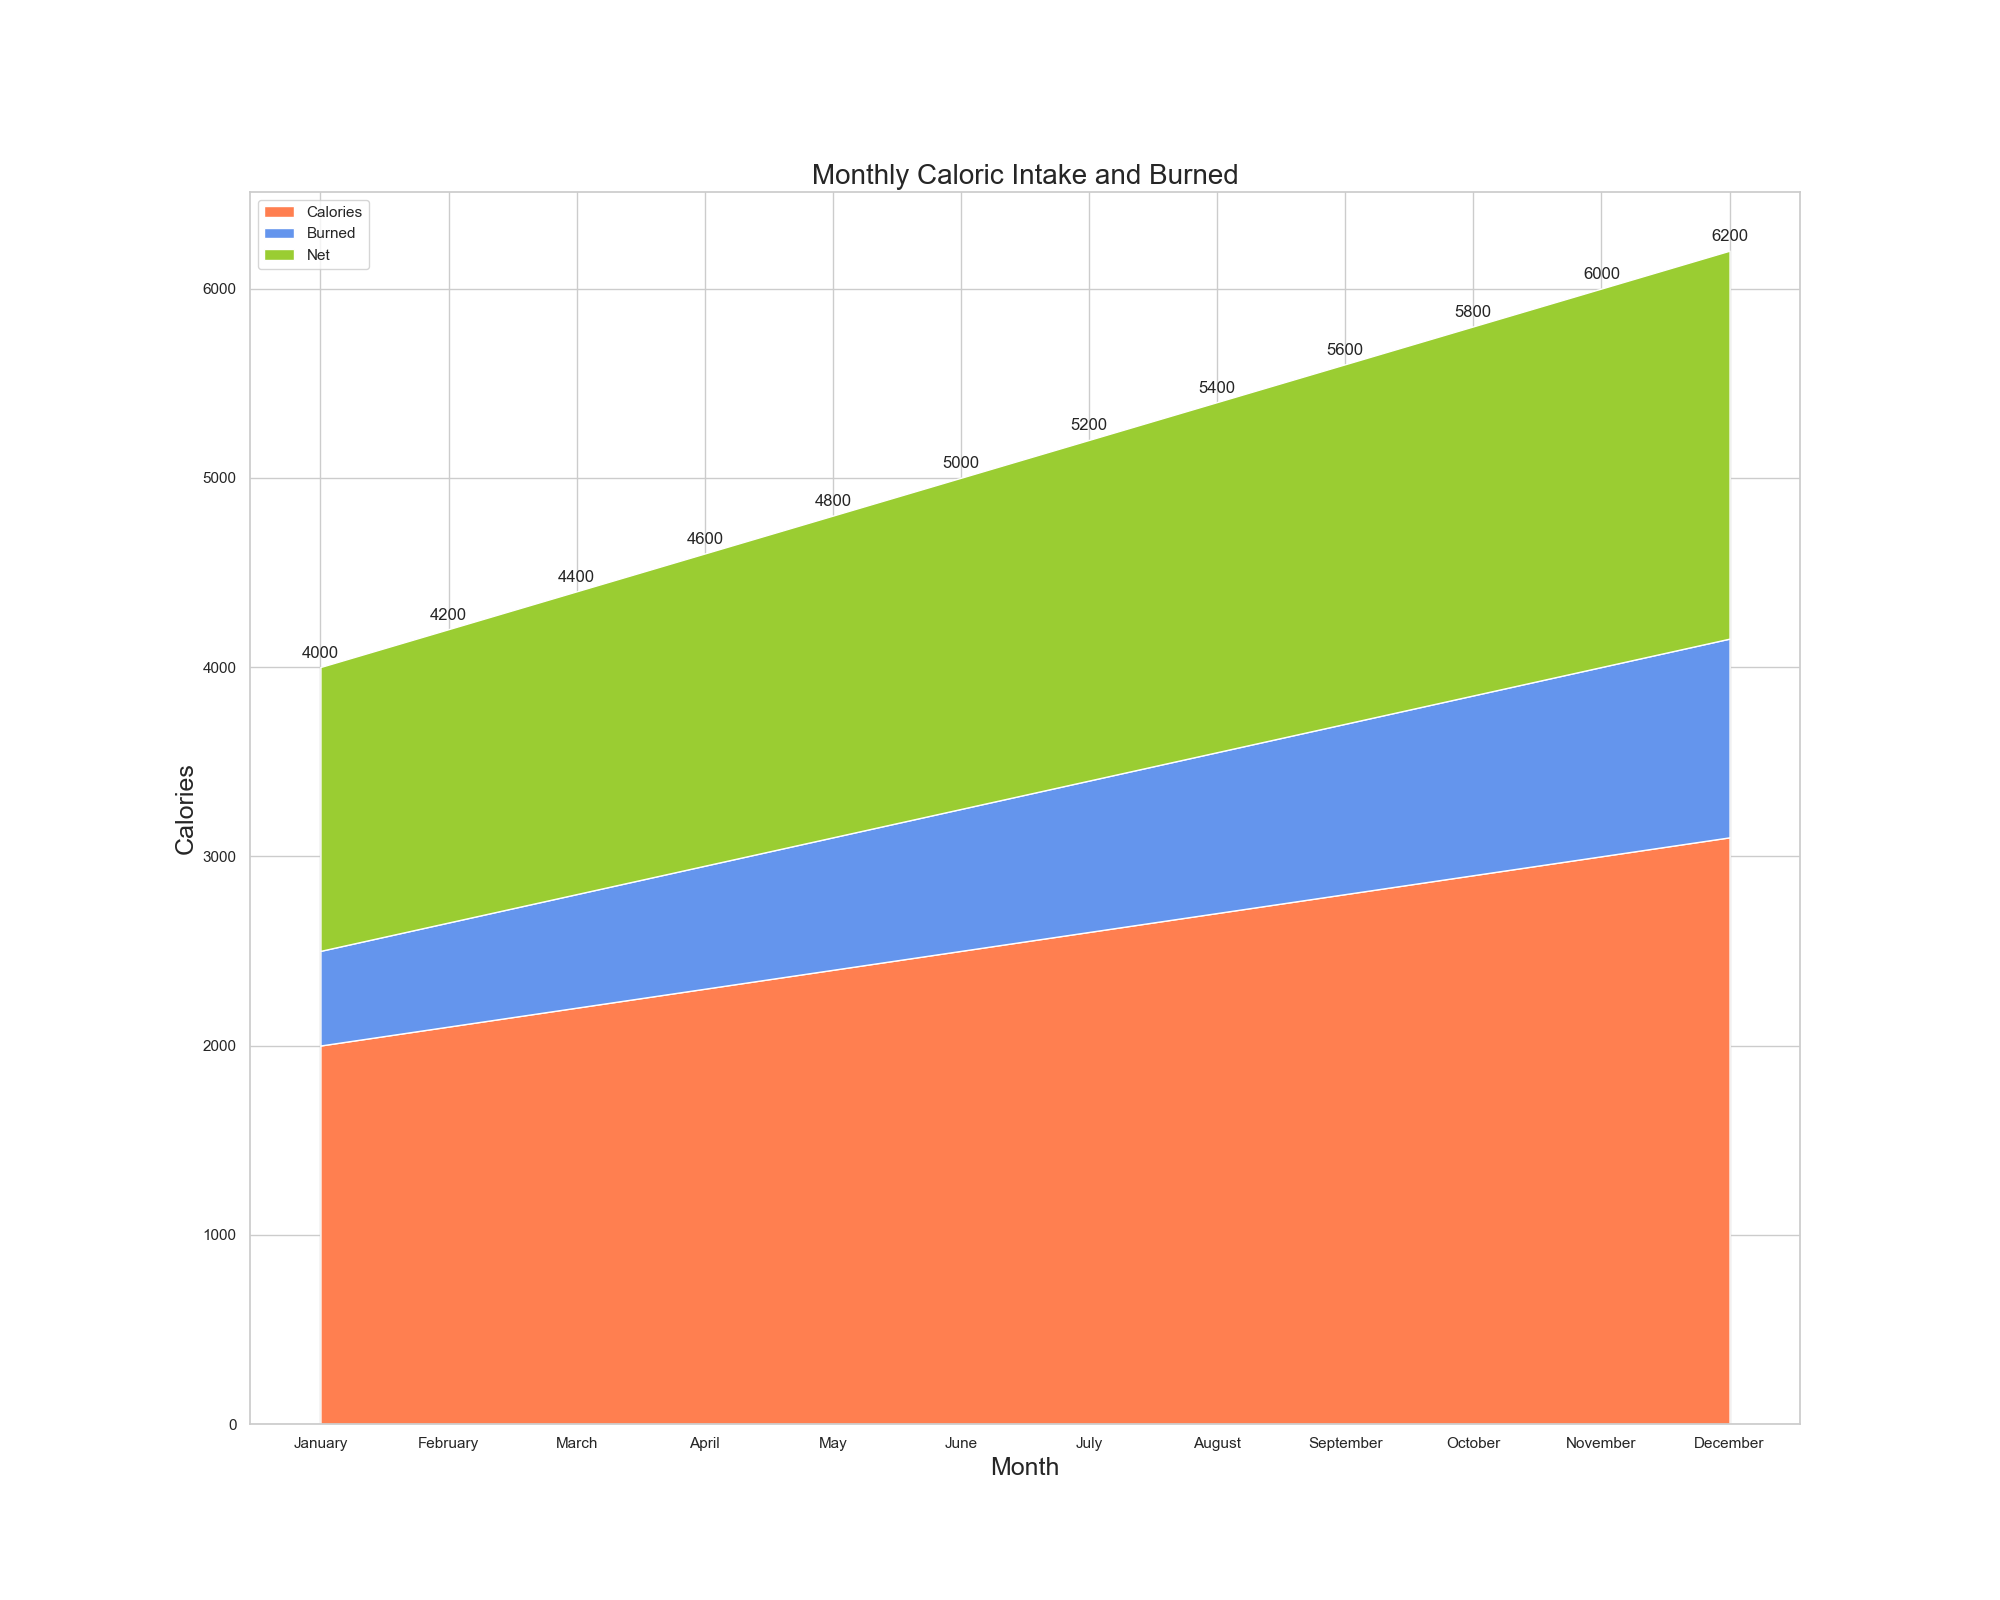 Monthly Caloric Intake and Burned
Calories
Burned
Net
6200
6000
6000
5800
5600
5400
5200
5000
5000
4800
4600
4400
4200
4000
4000
Calories
3000
2000
1000
0
January February March April May June July August September October November December
Month